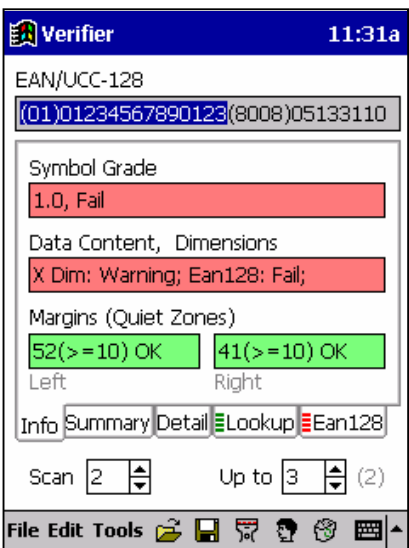 Verifier 11:31a
EAN/UCC-128
(01)01234567890123(8008)05133110
Symbol Grade
1.0, Fail
Data Content, Dimensions
X Dim: Warning; Ean128: Fail;
Margins (Quiet Zones)
52(>=10) OK 41(>=10) OK
Left Right
Info Summary Detail Lookup Ean128
Scan 2 Up to 3 (2)
File Edit Tools